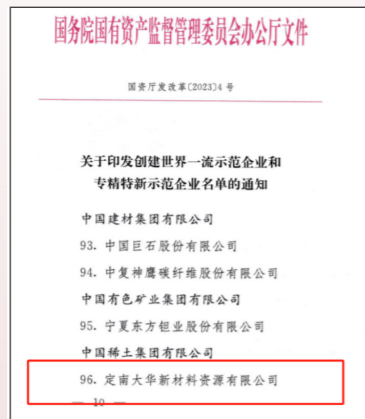 国务院国有资产监督管理委员会办公厅文件
国资厅发改革〔2023〕4 号
关于印发创建世界一流示范企业和
专精特新示范企业名单的通知
中国建材集团有限公司
93. 中国巨石股份有限公司
94. 中复神鹰碳纤维股份有限公司
中国有色矿业集团有限公司
95. 宁夏东方钽业股份有限公司
中国稀土集团有限公司
96. 定南大华新材料资源有限公司
— 10 —